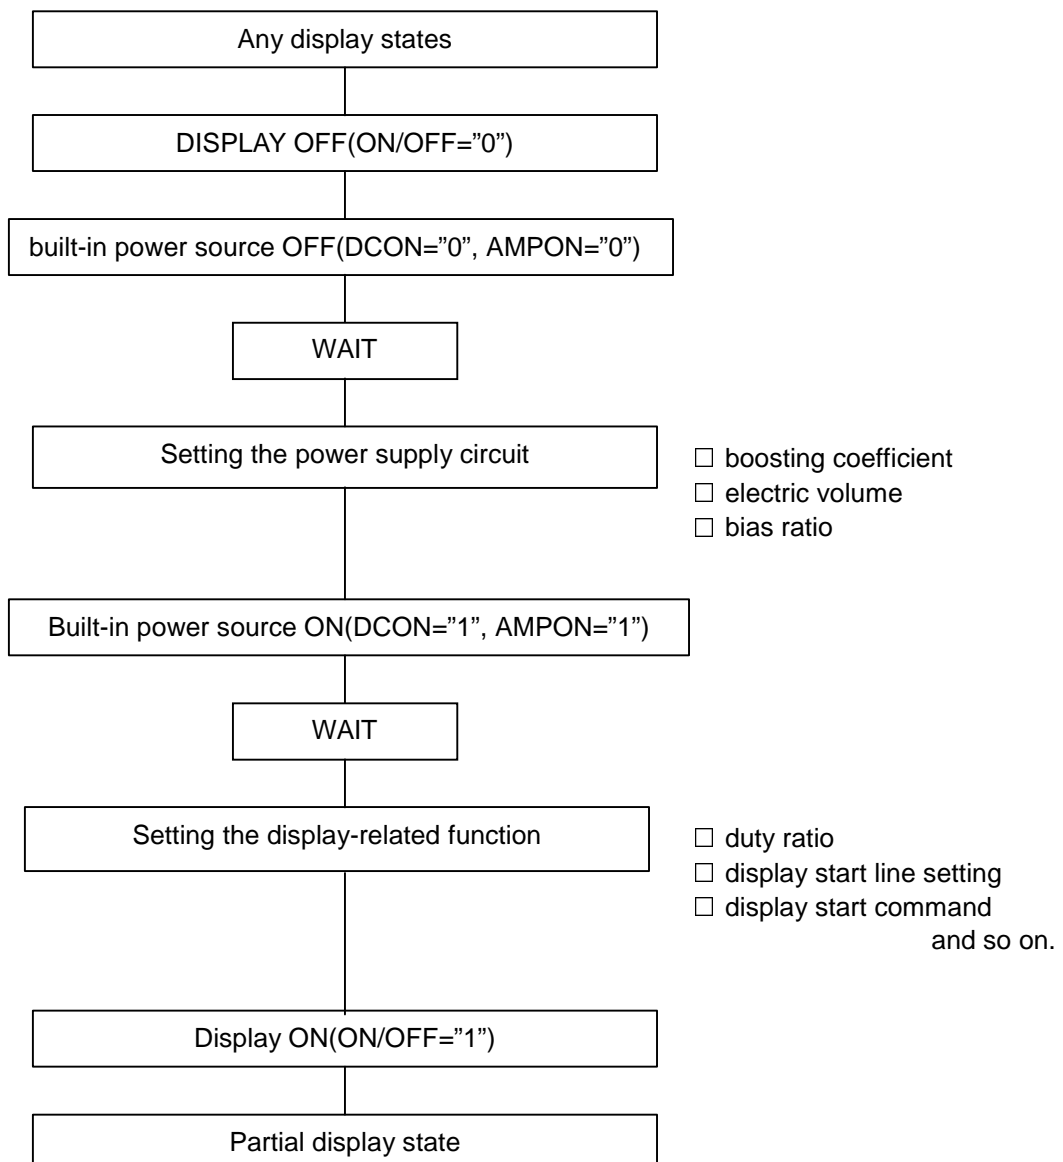 Any display states
DISPLAY OFF(ON/OFF=”0”)
built-in power source OFF(DCON=”0”, AMPON=”0”)
WAIT
Setting the power supply circuit
□ boosting coefficient
□ electric volume
□ bias ratio
Built-in power source ON(DCON=”1”, AMPON=”1”)
WAIT
Setting the display-related function
□ duty ratio
□ display start line setting
□ display start command
and so on.
Display ON(ON/OFF=”1”)
Partial display state